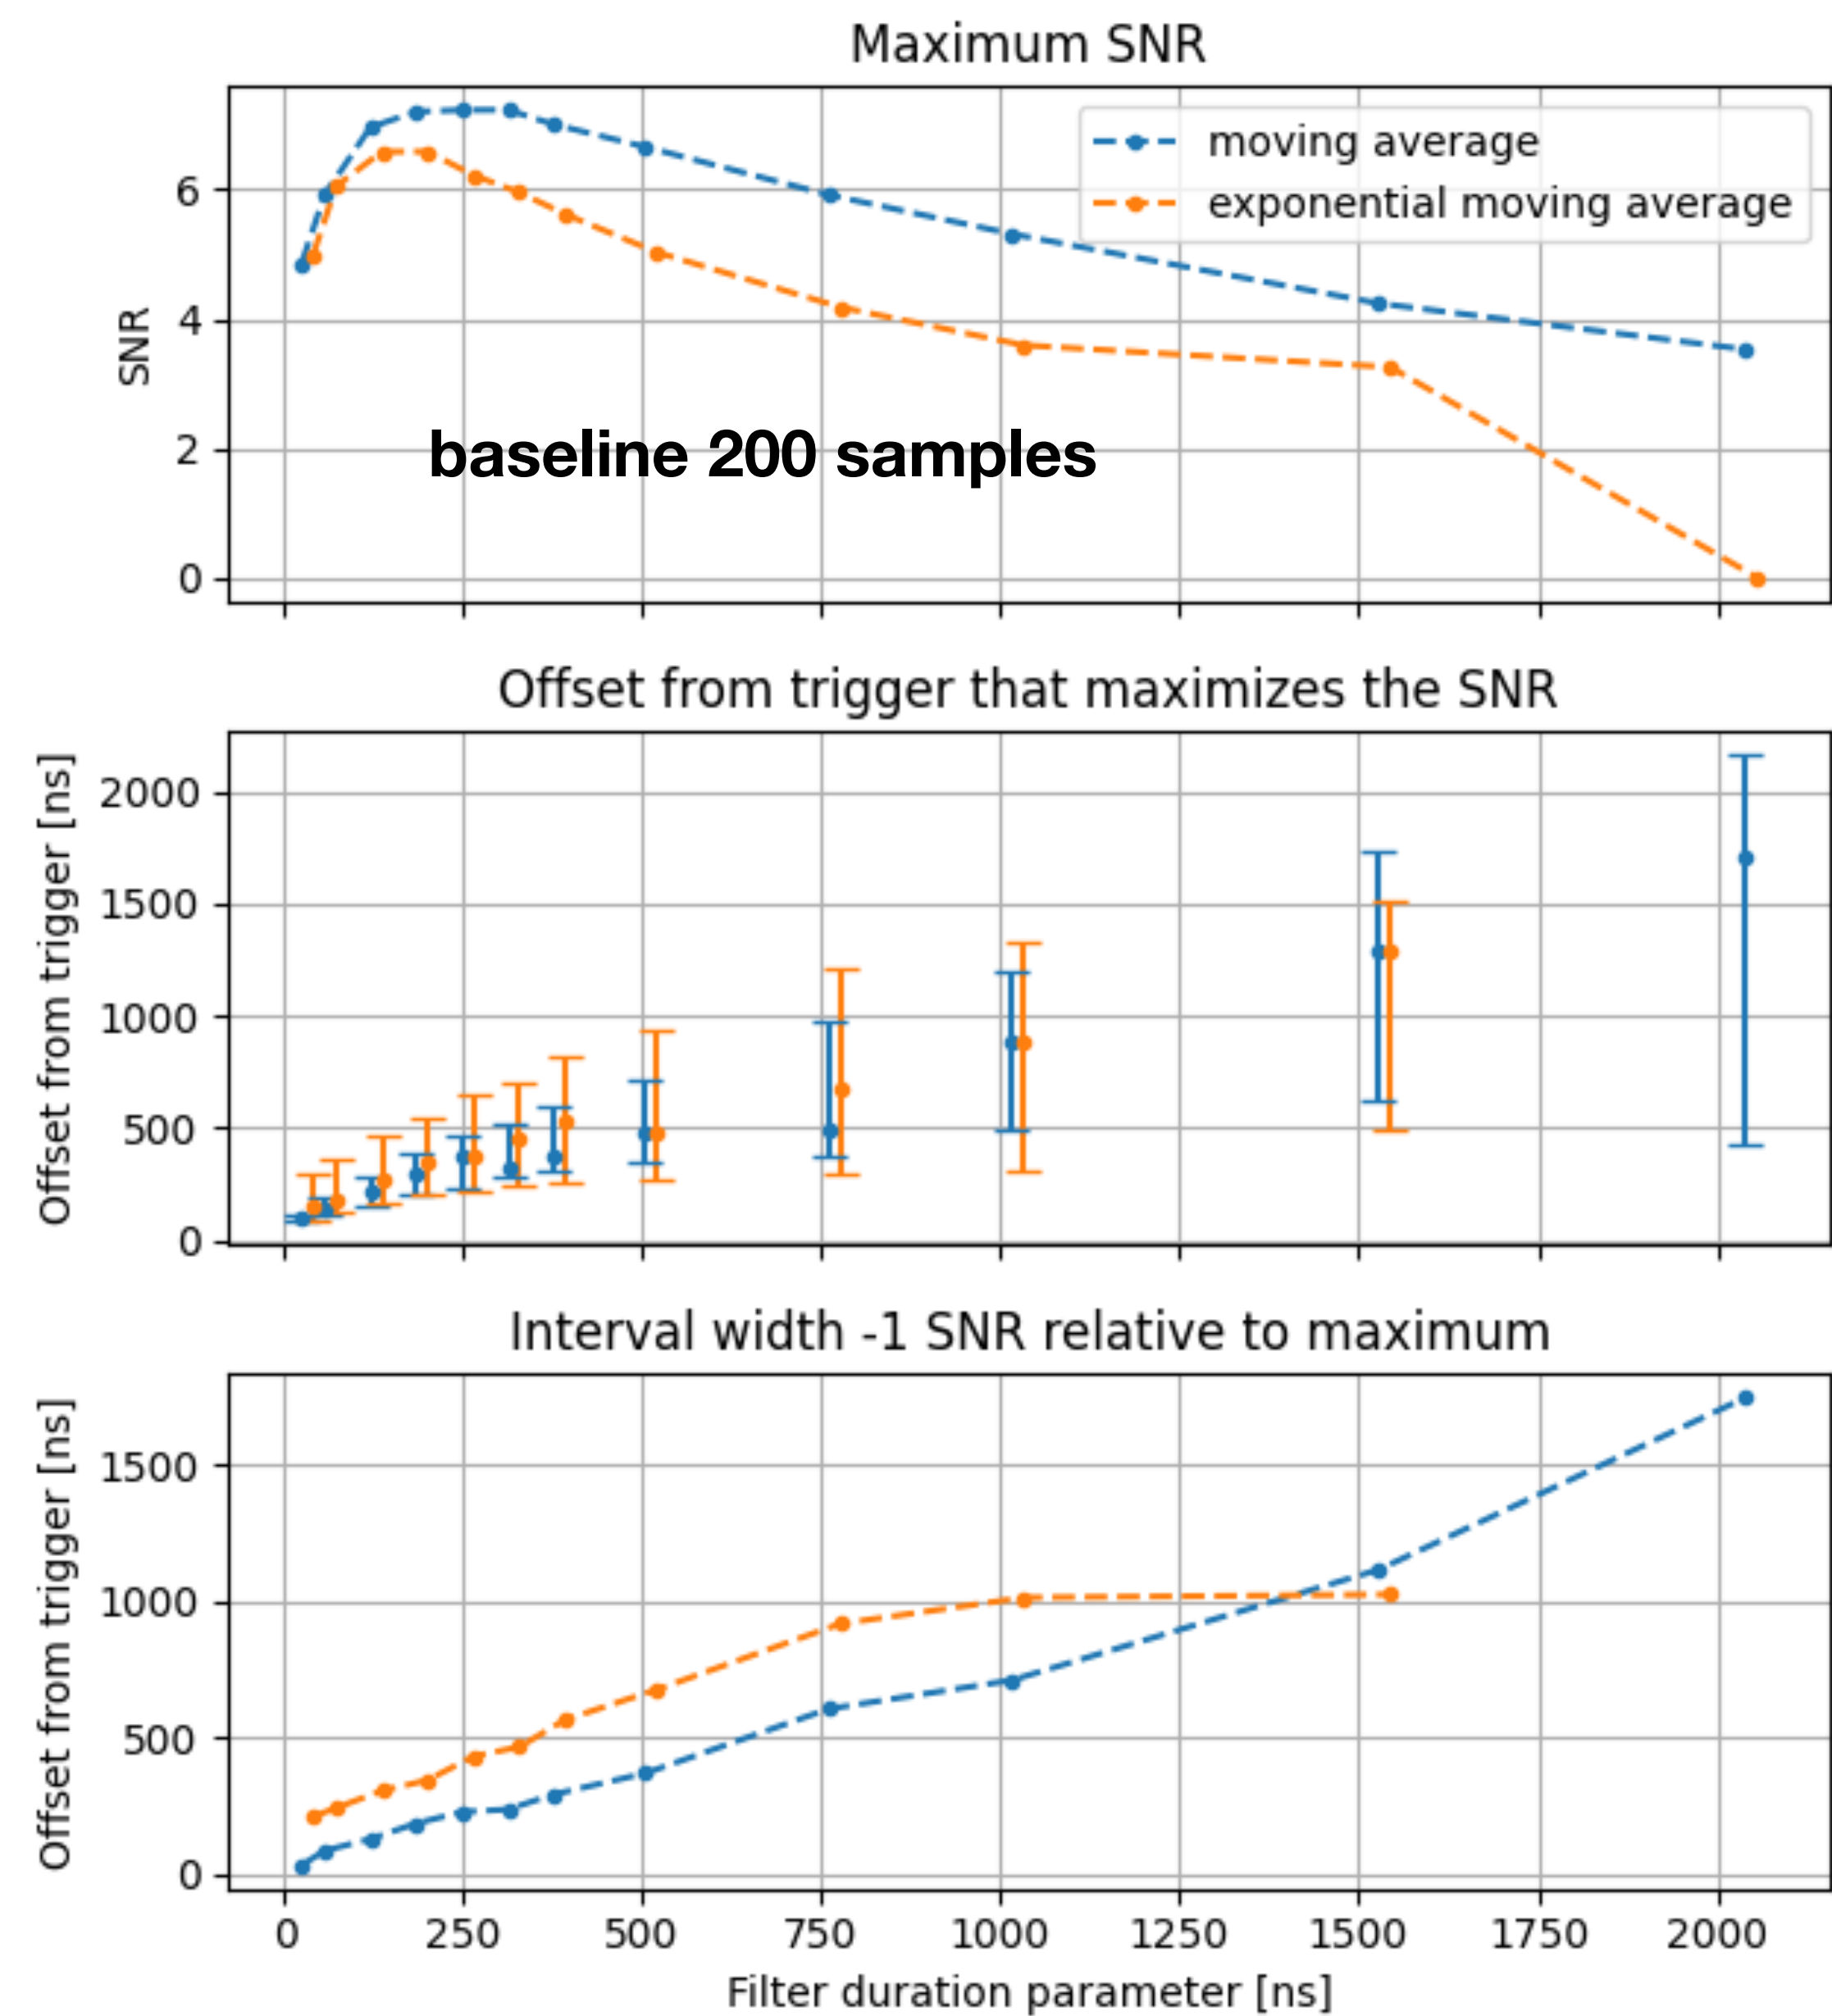 Maximum SNR
moving average
exponential moving average
6
4
2
0
SNR
baseline 200 samples
Offset from trigger that maximizes the SNR
2000
1500
1000
500
0
Offset from trigger [ns]
Interval width -1 SNR relative to maximum
1500
1000
500
0
Offset from trigger [ns]
0 250 500 750 1000 1250 1500 1750 2000
Filter duration parameter [ns]